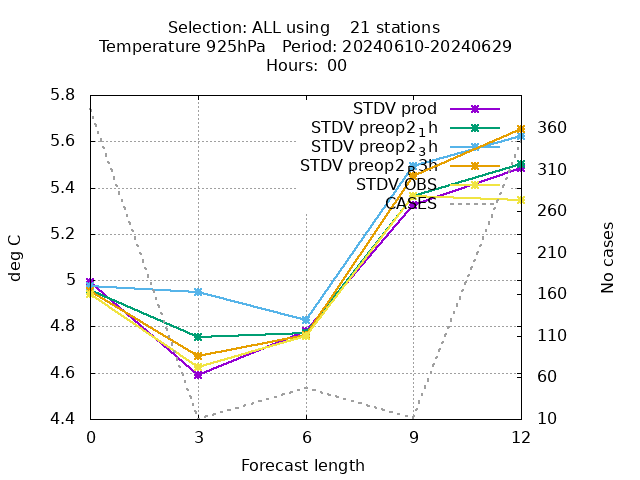 Selection: ALL using 21 stations
Temperature 925hPa Period: 20240610-20240629
Hours: 00
5.8
5.6
5.4
5.2
5
4.8
4.6
4.4
deg C
STDV prod
STDV preop2_1h
STDV preop2_3h
STDV preop2_R3h
STDV OBS
CASES
360
310
260
210
160
110
60
10
No cases
0 3 6 9 12
Forecast length